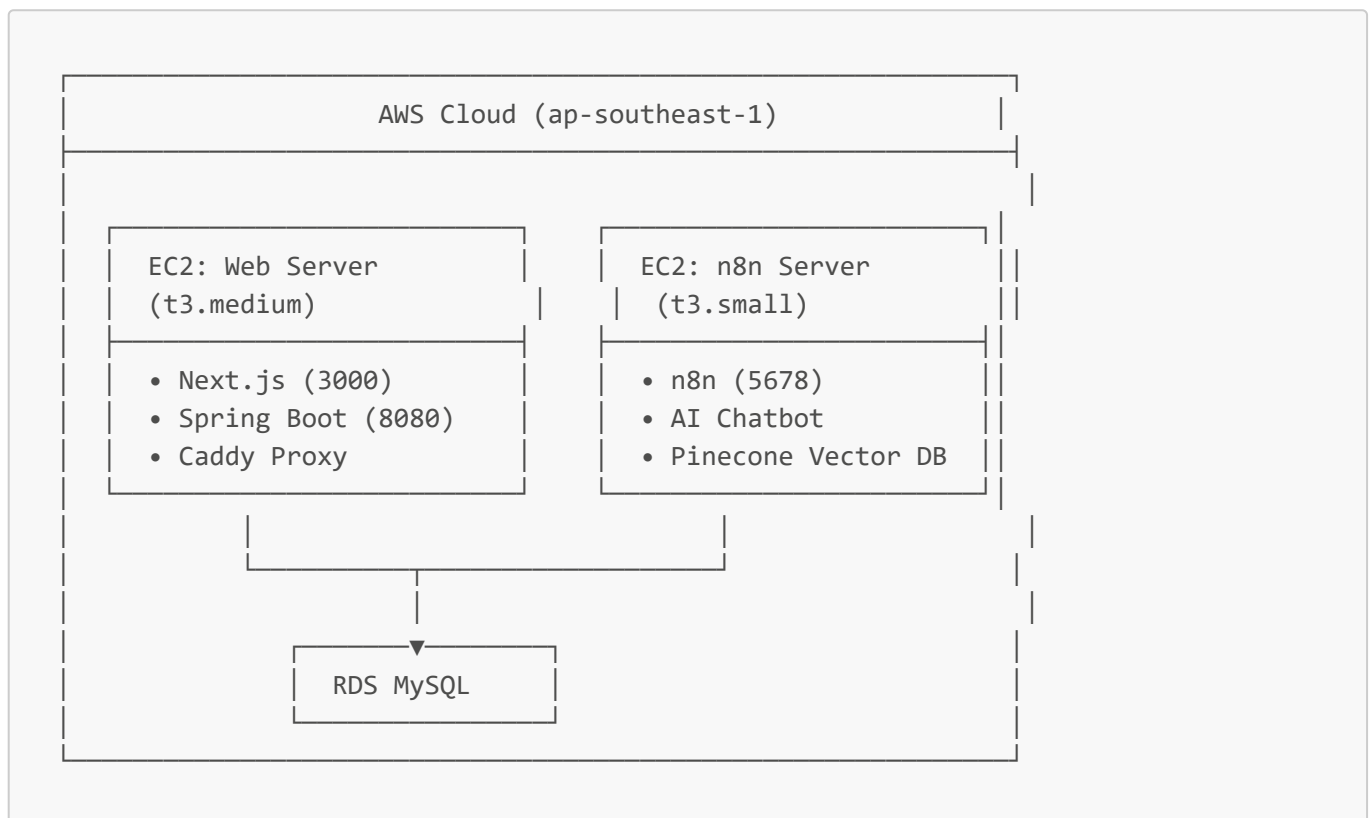 AWS Cloud (ap-southeast-1)
EC2: Web Server EC2: n8n Server
(t3.medium) (t3.small)
• Next.js (3000) • n8n (5678)
• Spring Boot (8080) • AI Chatbot
• Caddy Proxy • Pinecone Vector DB
RDS MySQL